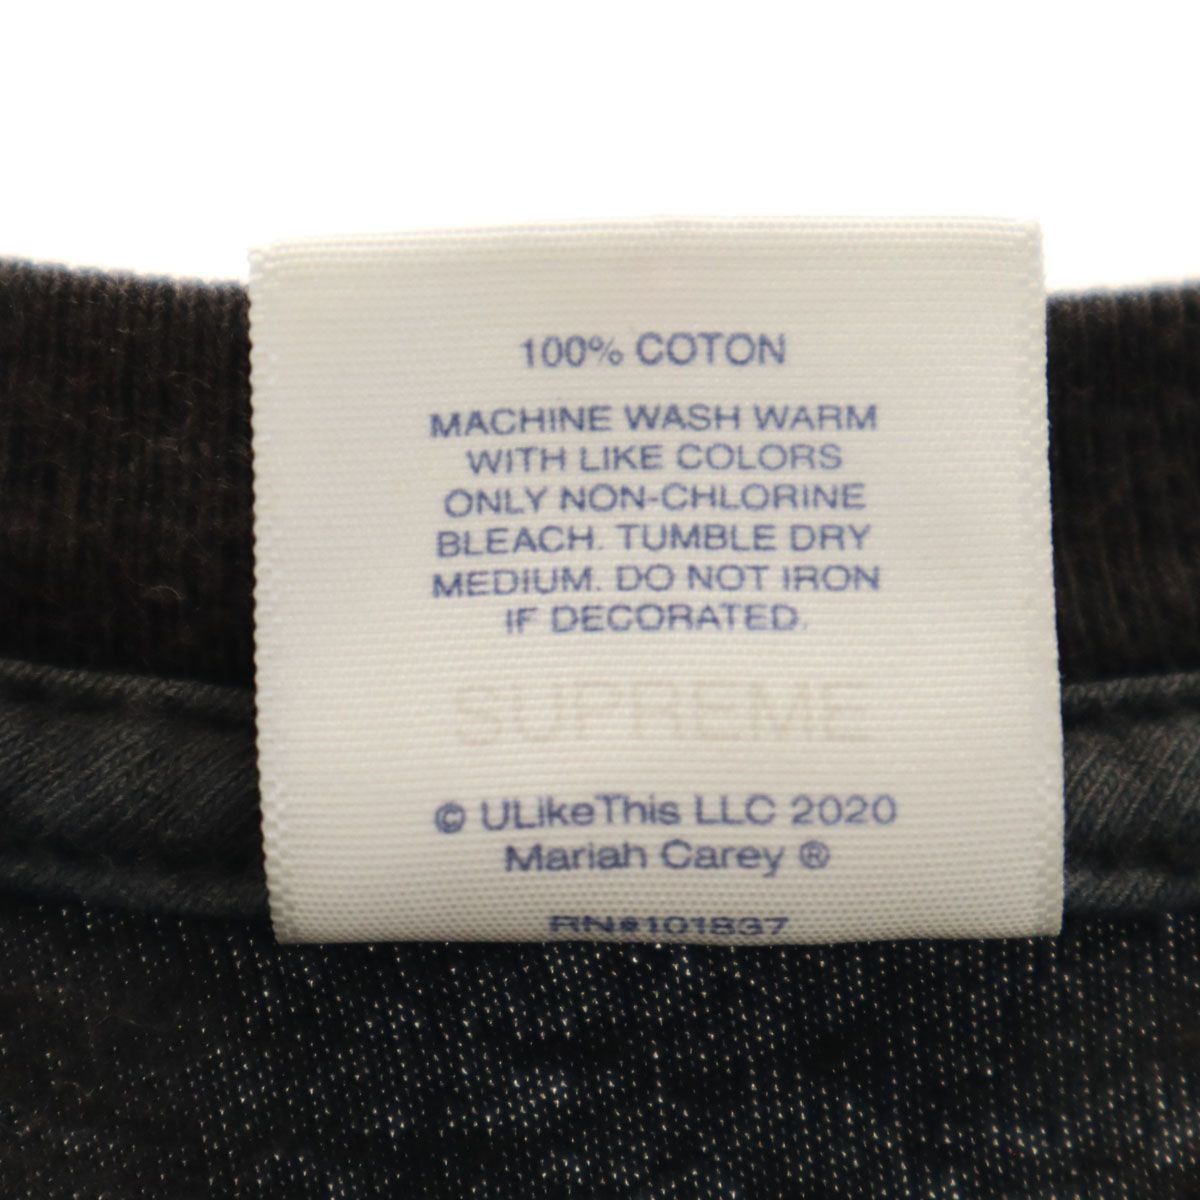 100% COTON
MACHINE WASH WARM
WITH LIKE COLORS
ONLY NON-CHLORINE
BLEACH. TUMBLE DRY
MEDIUM. DO NOT IRON
IF DECORATED.
SUPREME
© ULikeThis LLC 2020
Mariah Carey ®
RN#101837